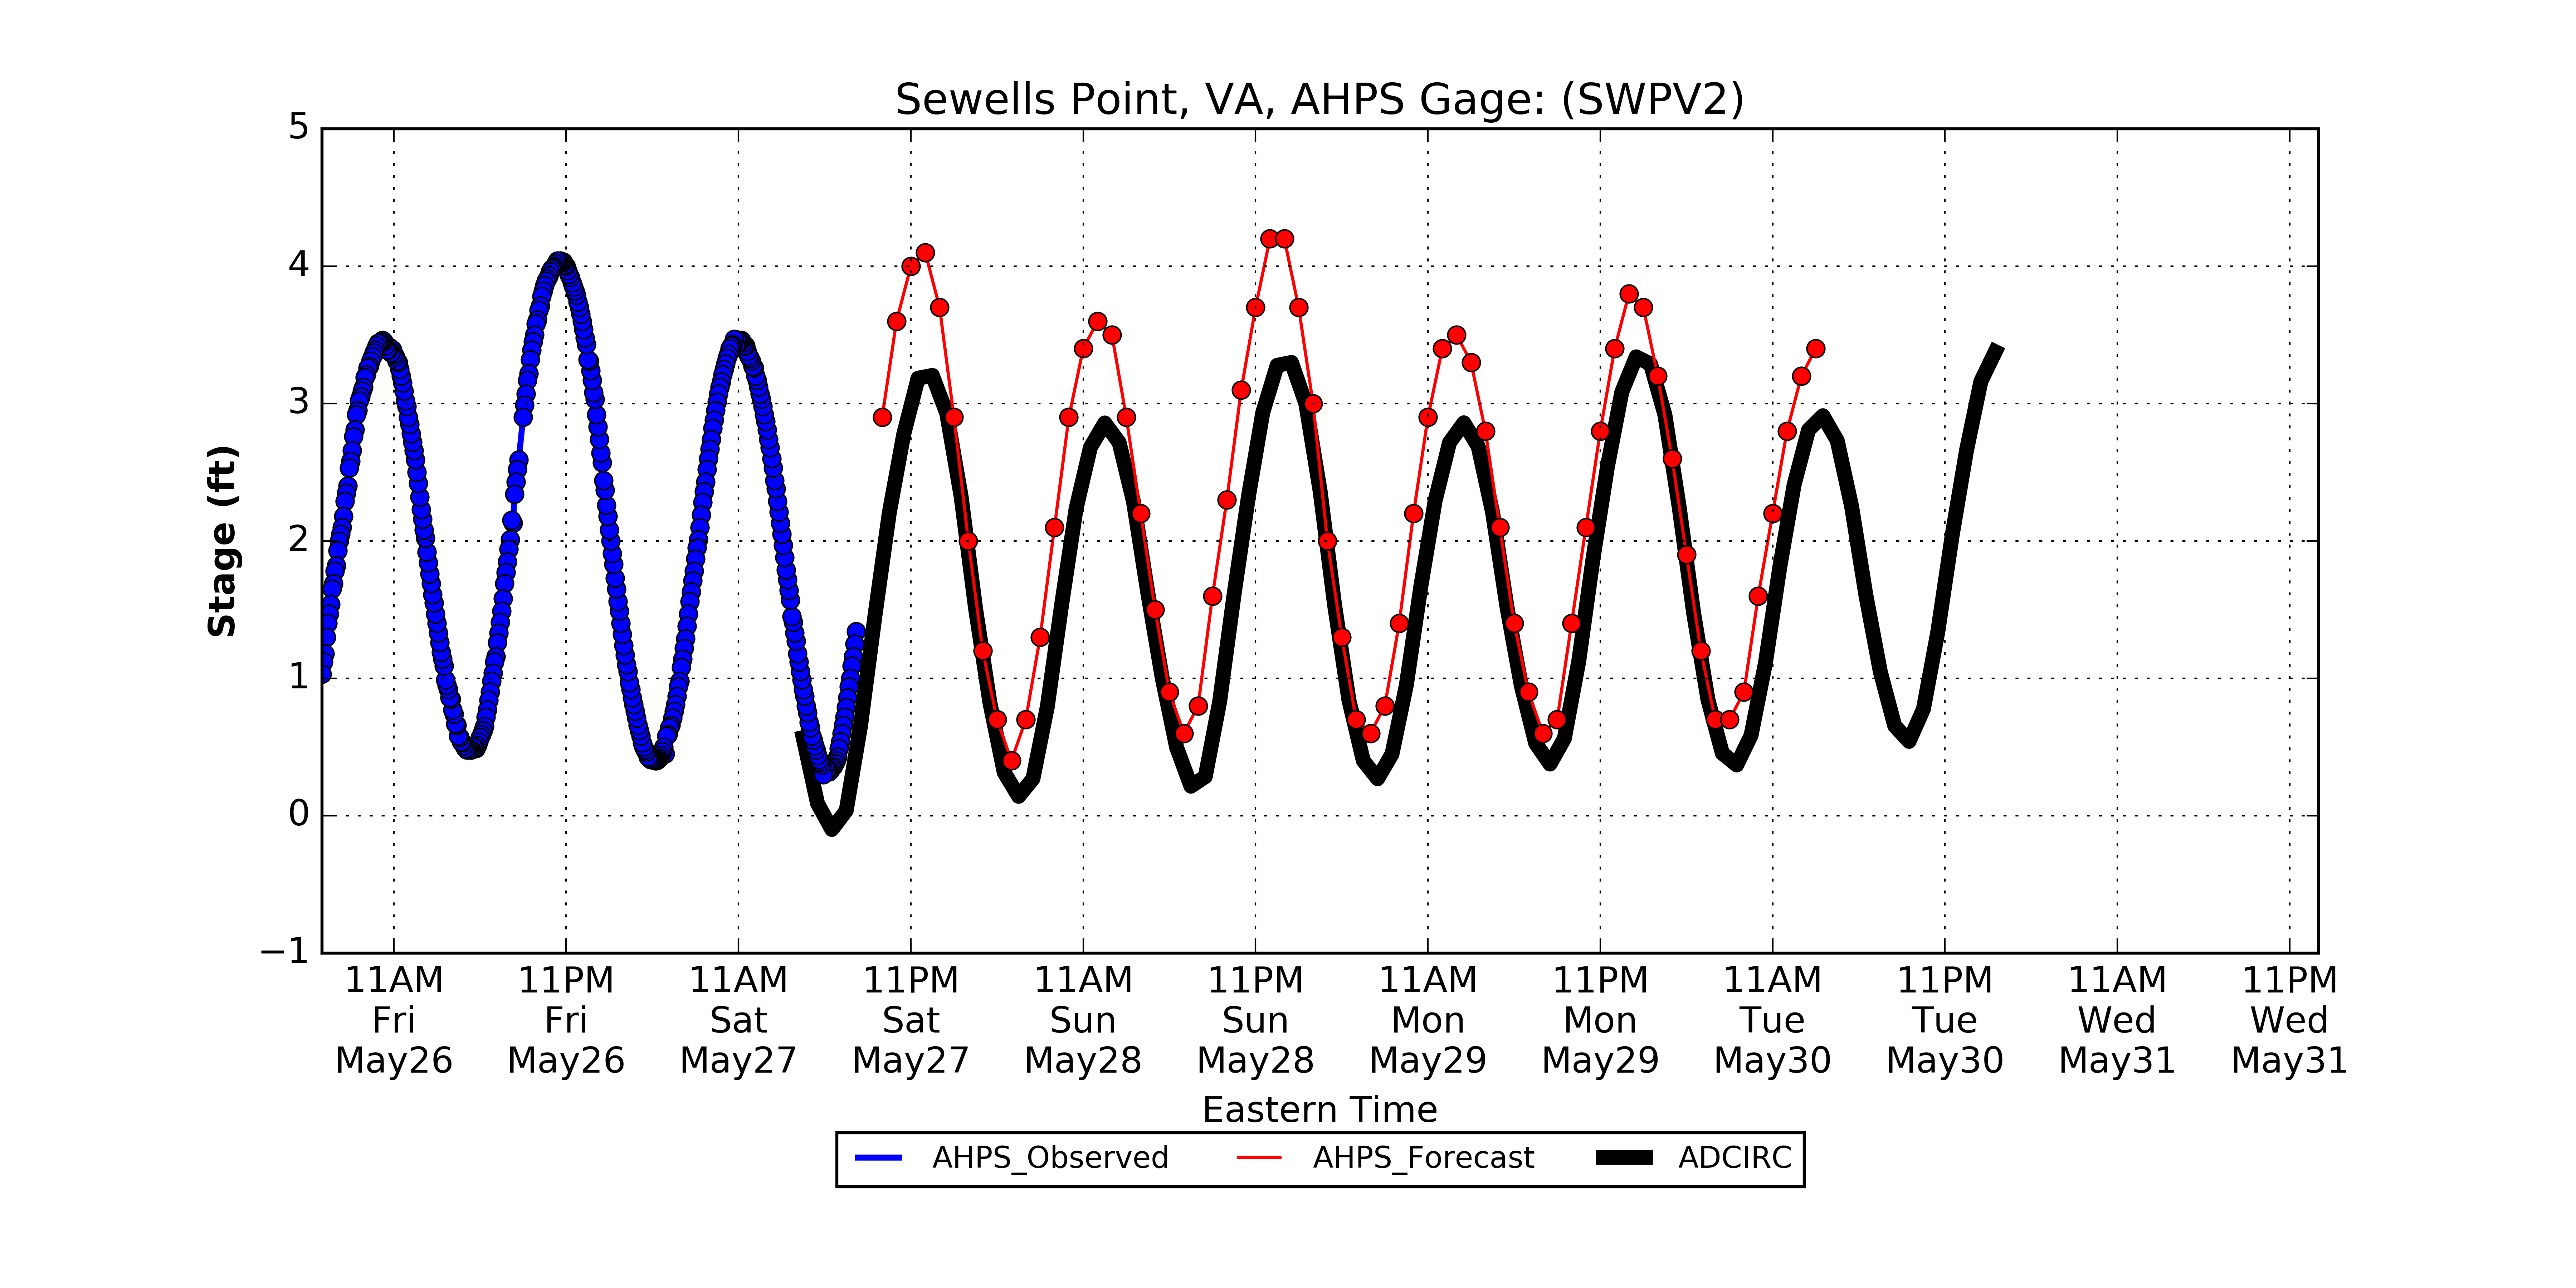 Sewells Point, VA, AHPS Gage: (SWPV2)
5
4
3
2
1
0
−1
Stage (ft)
11AM 11PM 11AM 11PM 11AM 11PM 11AM 11PM 11AM 11PM 11AM 11PM
Fri Fri Sat Sat Sun Sun Mon Mon Tue Tue Wed Wed
May26 May26 May27 May27 May28 May28 May29 May29 May30 May30 May31 May31
Eastern Time
AHPS_Observed AHPS_Forecast ADCIRC